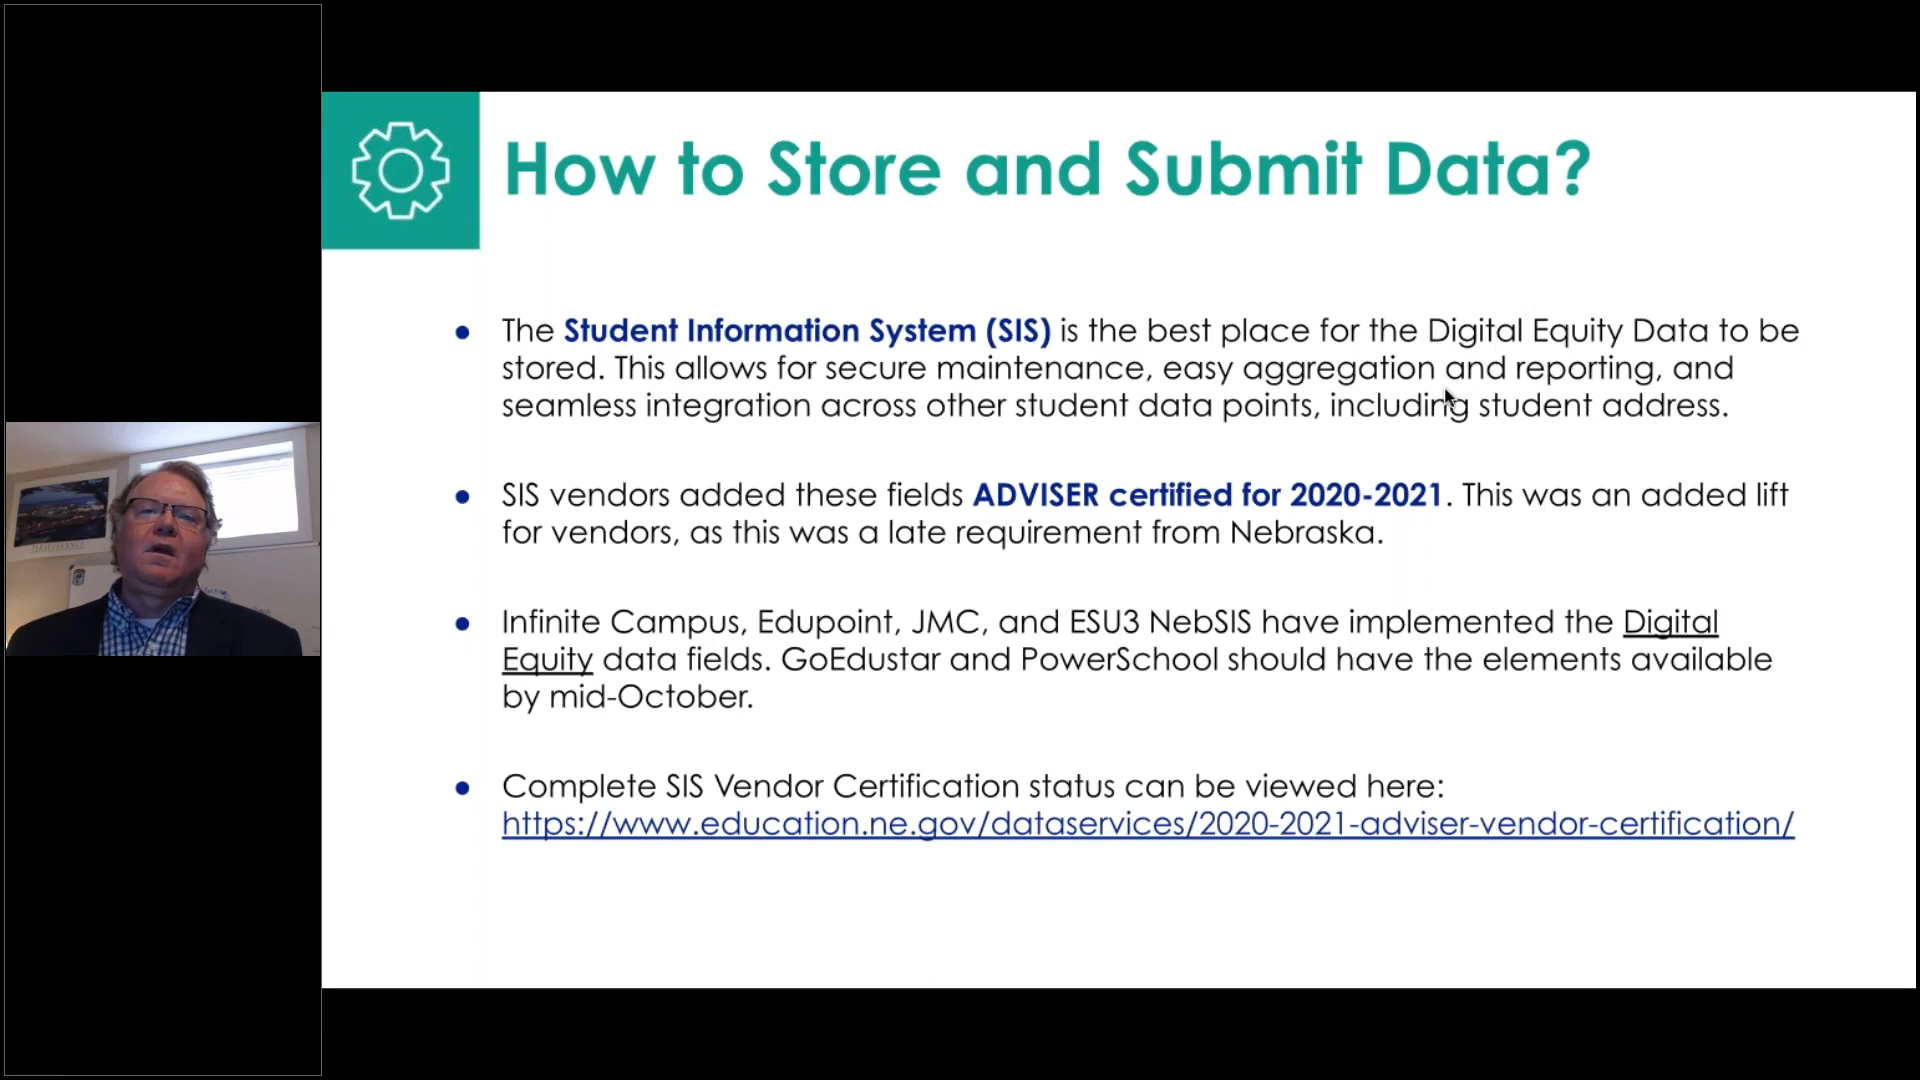 How to Store and Submit Data?
The Student Information System (SIS) is the best place for the Digital Equity Data to be
stored. This allows for secure maintenance, easy aggregation and reporting, and
seamless integration across other student data points, including student address.
SIS vendors added these fields ADVISER certified for 2020-2021. This was an added lift
for vendors, as this was a late requirement from Nebraska.
Infinite Campus, Edupoint, JMC, and ESU3 NebSIS have implemented the Digital
Equity data fields. GoEdustar and PowerSchool should have the elements available
by mid-October.
Complete SIS Vendor Certification status can be viewed here:
https://www.education.ne.gov/dataservices/2020-2021-adviser-vendor-certification/